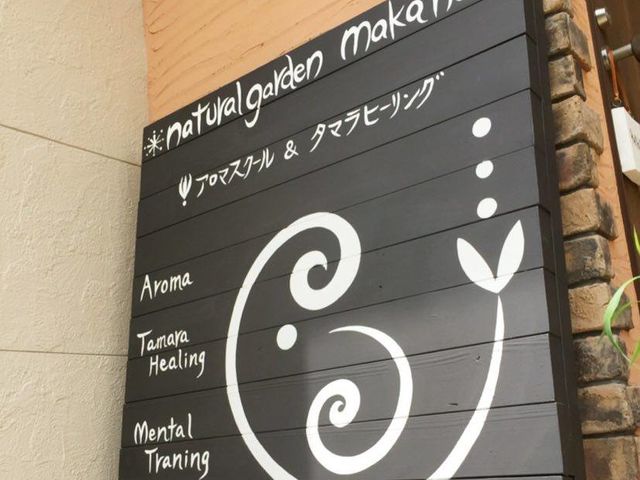 natural garden
アロマスクール & タマラヒーリング
Aroma
Tamara
Healing
Mental
Traning